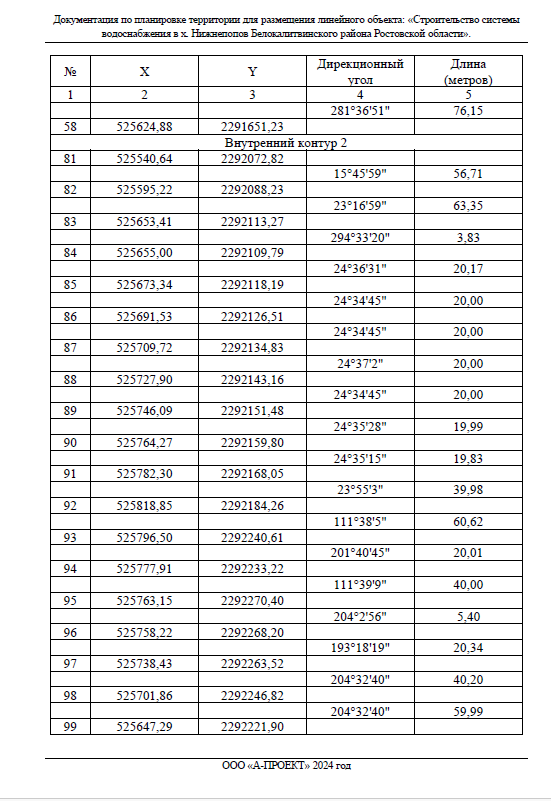 Документация по планировке территории для размещения линейного объекта: «Строительство системы
водоснабжения в х. Нижнепопов Белокалитвинского района Ростовской области».
№ X Y Дирекционный угол Длина (метров)
1 2 3 4 5
281°36'51" 76,15
58 525624,88 2291651,23
Внутренний контур 2
81 525540,64 2292072,82
15°45'59" 56,71
82 525595,22 2292088,23
23°16'59" 63,35
83 525653,41 2292113,27
294°33'20" 3,83
84 525655,00 2292109,79
24°36'31" 20,17
85 525673,34 2292118,19
24°34'45" 20,00
86 525691,53 2292126,51
24°34'45" 20,00
87 525709,72 2292134,83
24°37'2" 20,00
88 525727,90 2292143,16
24°34'45" 20,00
89 525746,09 2292151,48
24°35'28" 19,99
90 525764,27 2292159,80
24°35'15" 19,83
91 525782,30 2292168,05
23°55'3" 39,98
92 525818,85 2292184,26
111°38'5" 60,62
93 525796,50 2292240,61
201°40'45" 20,01
94 525777,91 2292233,22
111°39'9" 40,00
95 525763,15 2292270,40
204°2'56" 5,40
96 525758,22 2292268,20
193°18'19" 20,34
97 525738,43 2292263,52
204°32'40" 40,20
98 525701,86 2292246,82
204°32'40" 59,99
99 525647,29 2292221,90
ООО «А-ПРОЕКТ» 2024 год